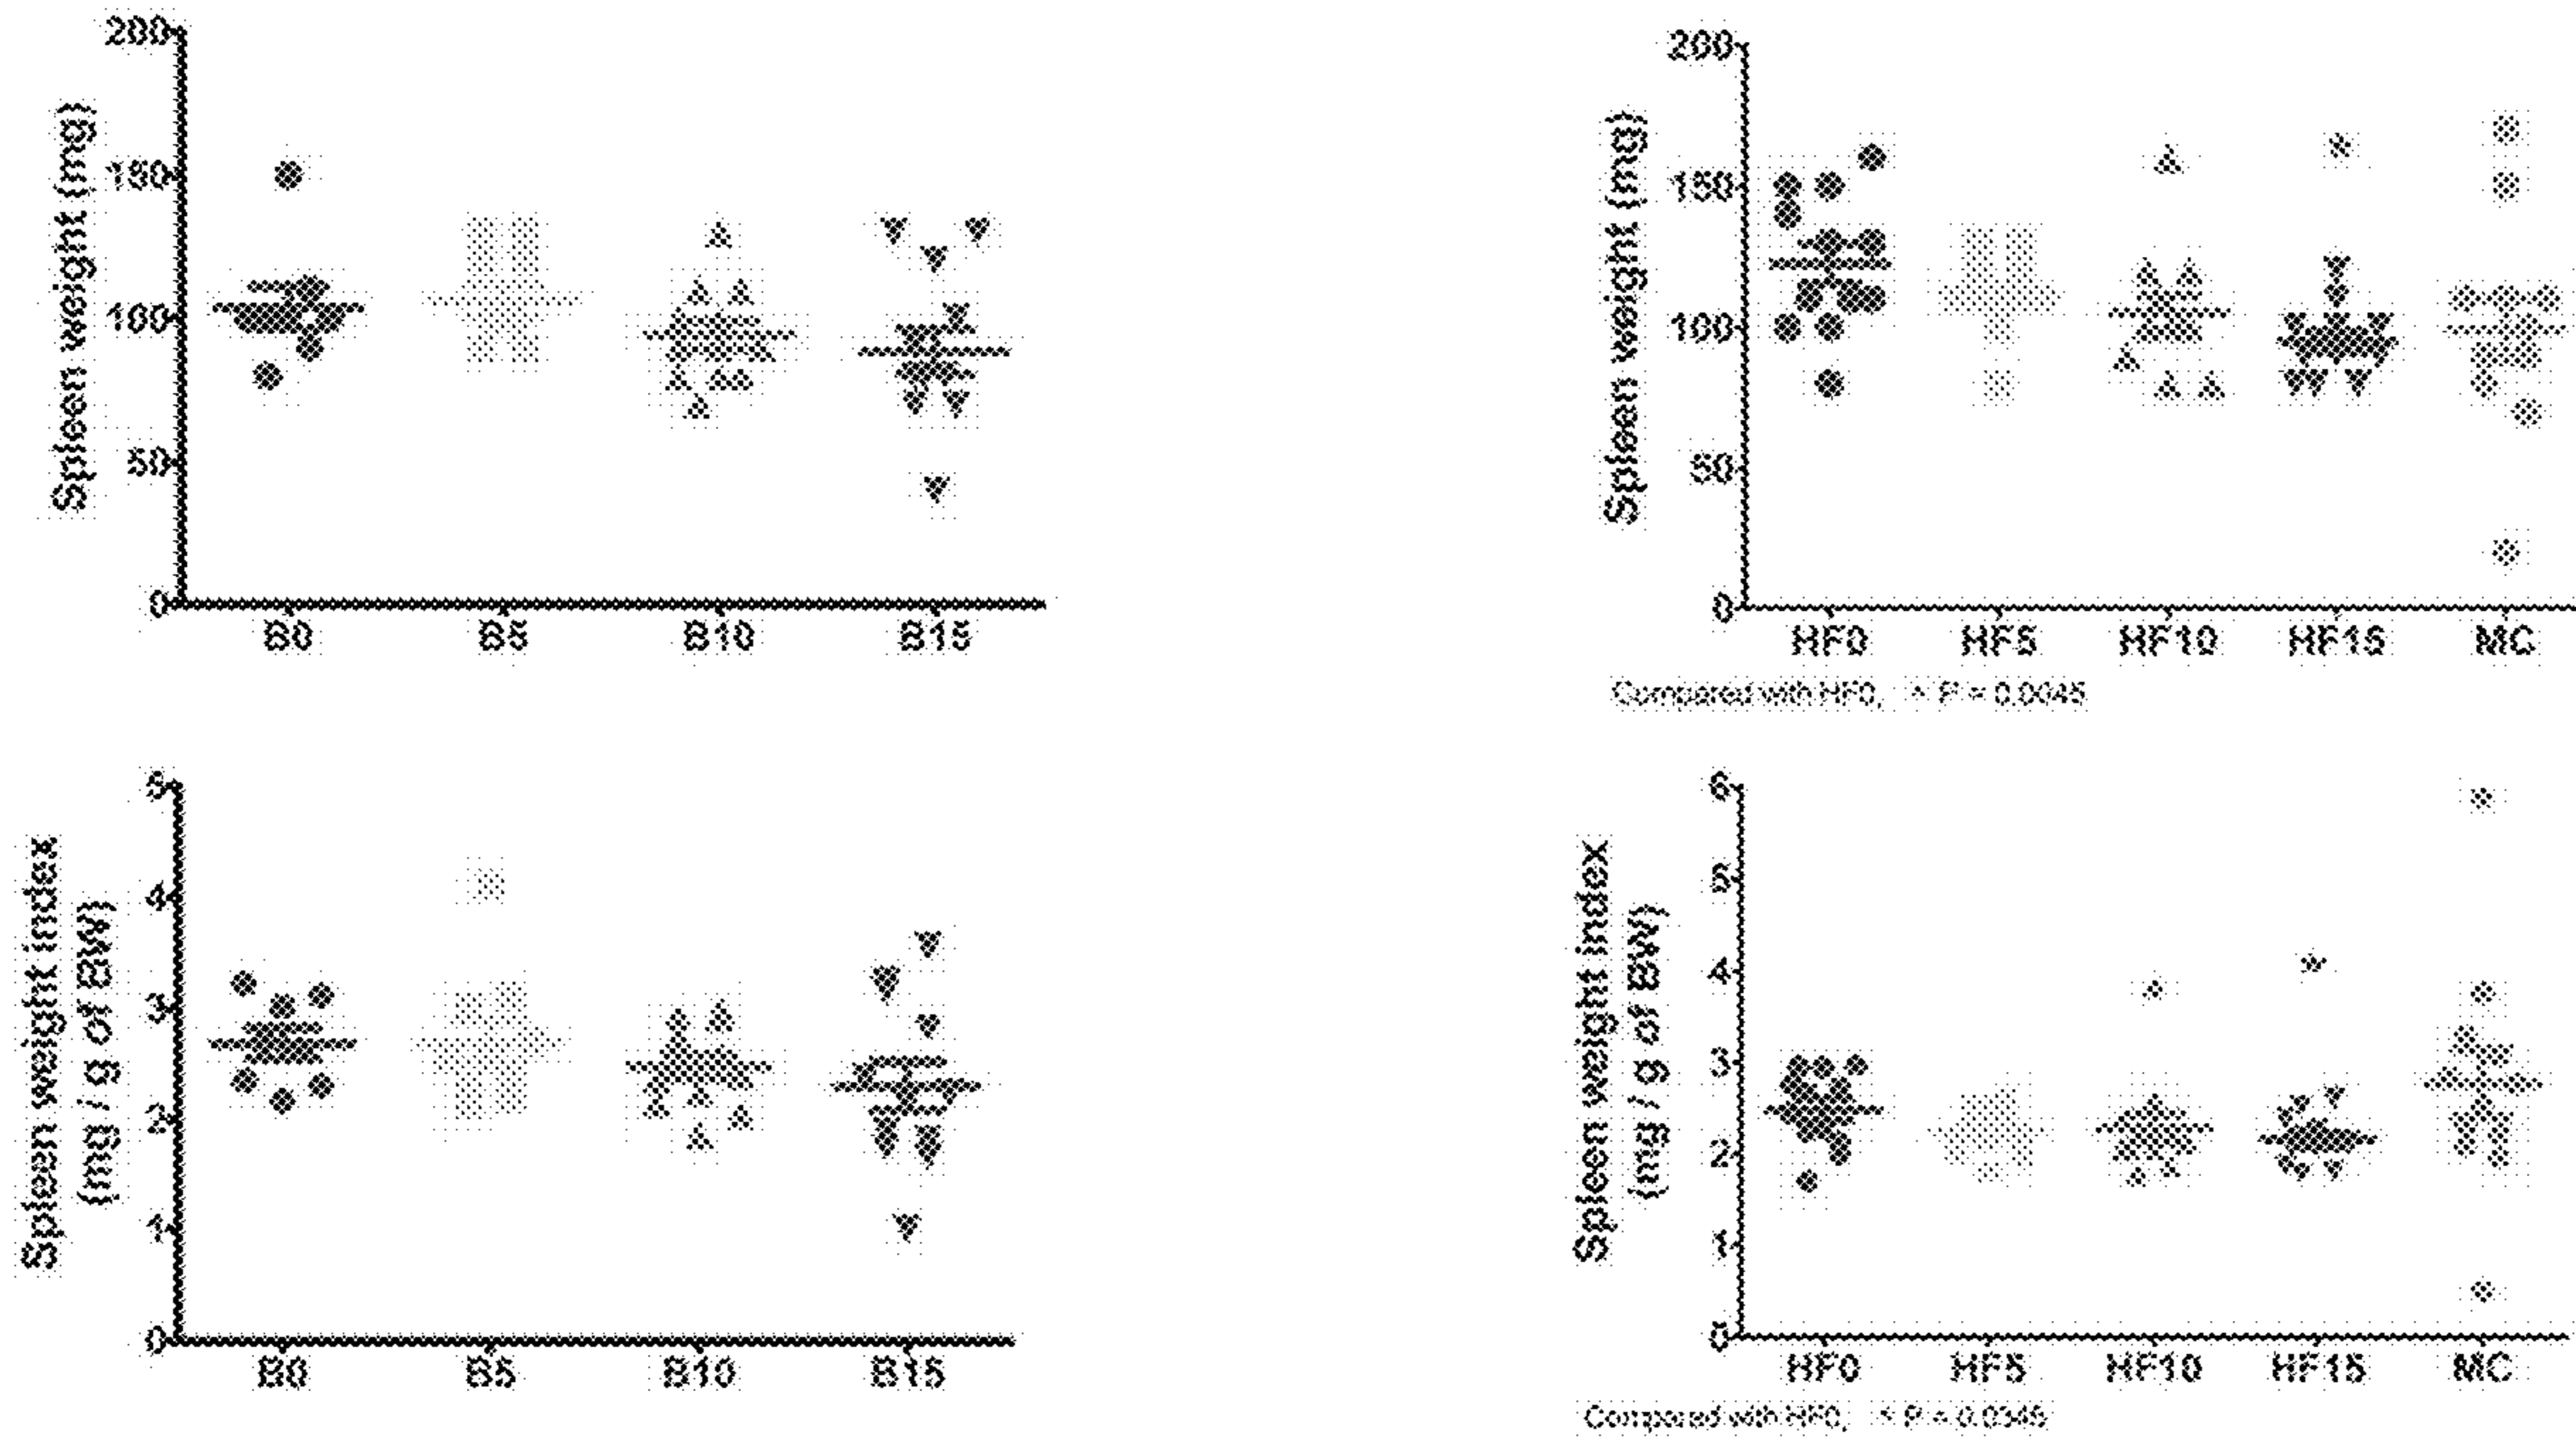 200
150
100
50
0
Spleen weight (mg)
B0 B5 B10 B15
200
150
100
50
0
Spleen weight (mg)
HF0 HF5 HF10 HF15 MC
Compared with HF0, * P = 0.0045
5
4
3
2
1
0
Spleen weight index
(mg / g of BW)
B0 B5 B10 B15
6
5
4
3
2
1
0
Spleen weight index
(mg / g of BW)
HF0 HF5 HF10 HF15 MC
Compared with HF0, * P